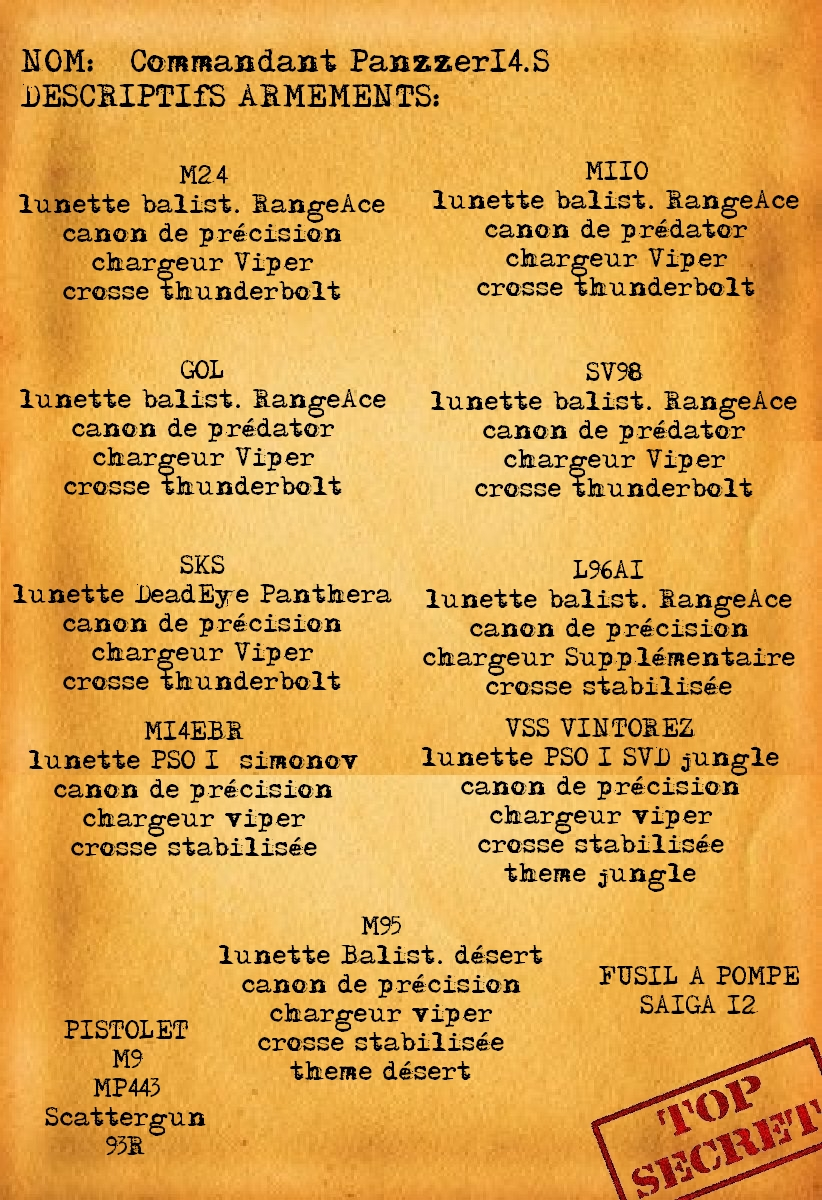 NOM: Commandant PanzzerI4.S
DESCRIPTIfS ARMEMENTS:
M24
lunette balist. RangeAce
canon de précision
chargeur Viper
crosse thunderbolt
MIIO
lunette balist. RangeAce
canon de prédator
chargeur Viper
crosse thunderbolt
GOL
lunette balist. RangeAce
canon de prédator
chargeur Viper
crosse thunderbolt
SV98
lunette balist. RangeAce
canon de prédator
chargeur Viper
crosse thunderbolt
SKS
lunette DeadEye Panthera
canon de précision
chargeur Viper
crosse thunderbolt
L96AI
lunette balist. RangeAce
canon de précision
chargeur Supplémentaire
crosse stabilisée
MI4EBR
lunette PSO I simonov
canon de précision
chargeur viper
crosse stabilisée
VSS VINTOREZ
lunette PSO I SVD jungle
canon de précision
chargeur viper
crosse stabilisée
theme jungle
M95
lunette Balist. désert
canon de précision
chargeur viper
crosse stabilisée
theme désert
FUSIL A POMPE
SAIGA I2
PISTOLET
M9
MP443
Scattergun
93R
TOP
SECRET